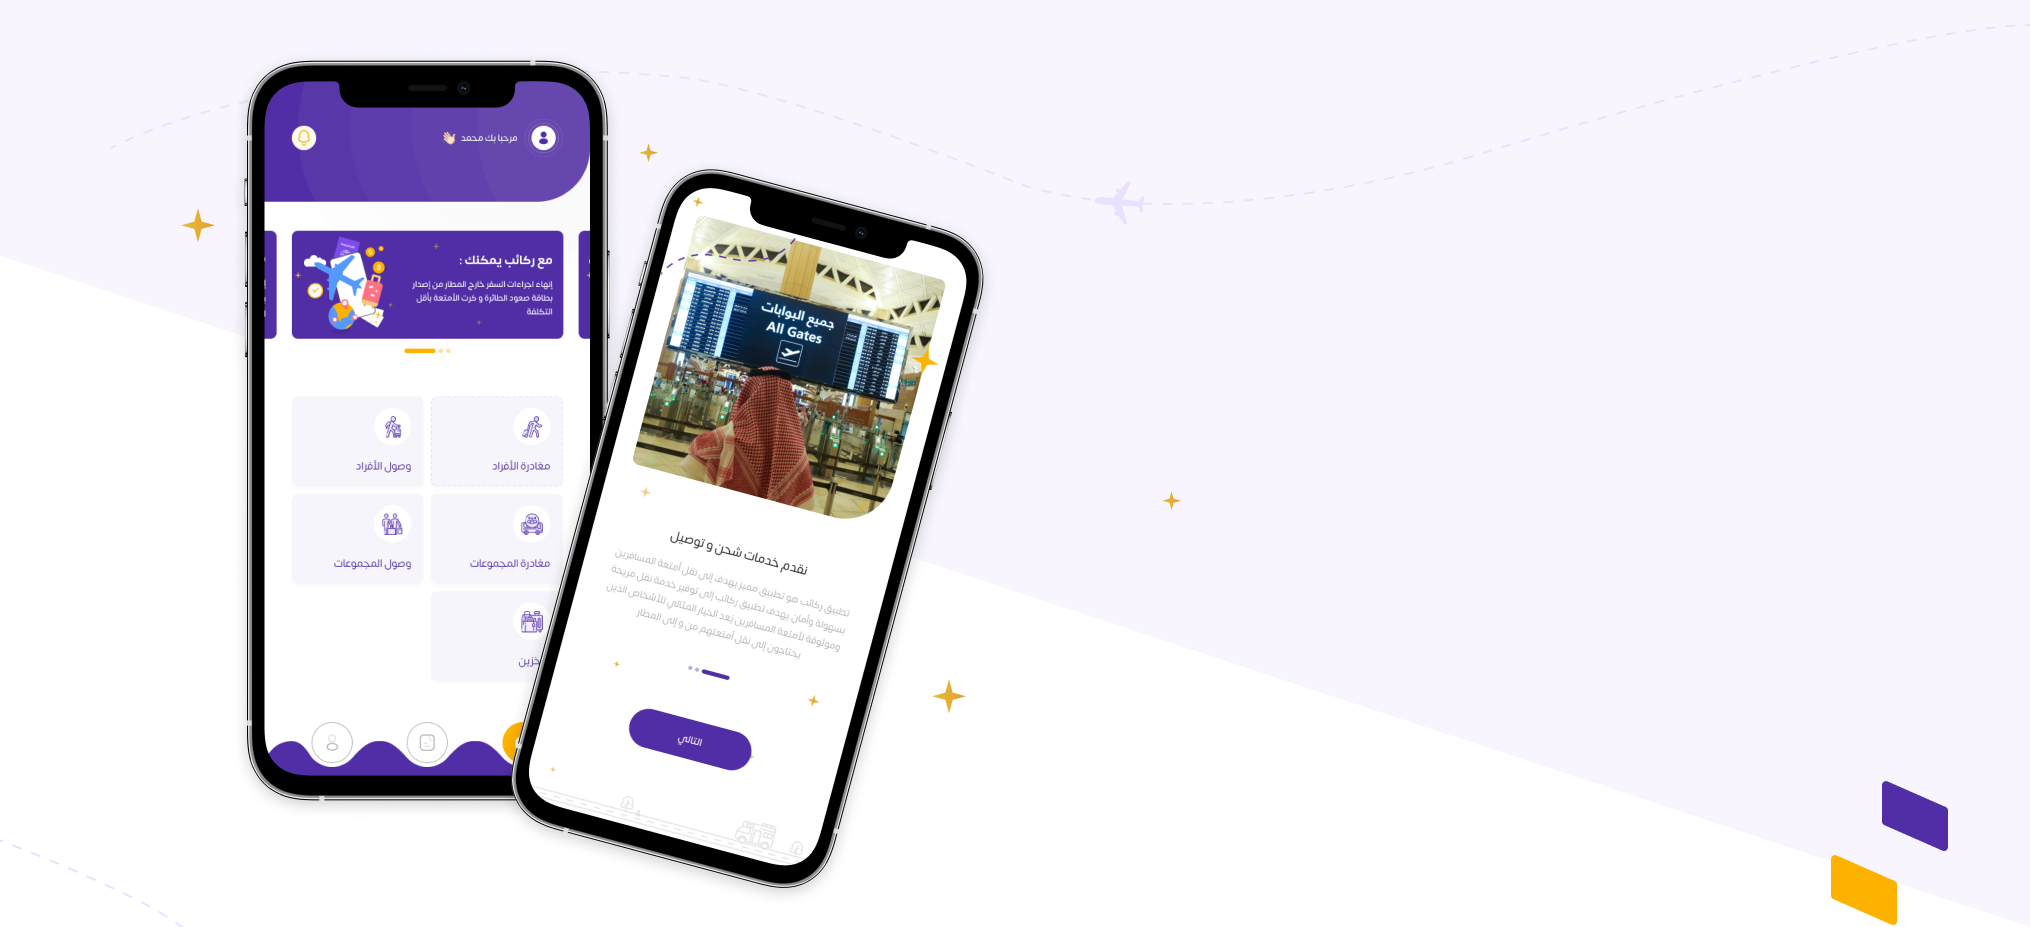 مرحبا بك محمد 👋🏻
مع ركائب يمكنك :
إنهاء اجراءات السفر خارج المطار من إصدار
بطاقة صعود الطائرة و كرت الأمتعة بأقل
التكلفة
مغادرة الأفراد
وصول الأفراد
مغادرة المجموعات
وصول المجموعات
جميع البوابات
All Gates
نقدم خدمات شحن و توصيل
تطبيق ركائب هو تطبيق مميز يهدف إلى نقل أمتعة المسافرين
بسهولة وأمان يهدف تطبيق ركائب إلى توفير خدمة نقل مريحة
وموثوقة لأمتعة المسافرين يُعد الخيار المثالي للأشخاص الذين
يحتاجون إلى نقل أمتعتهم من و إلى المطار
التالي